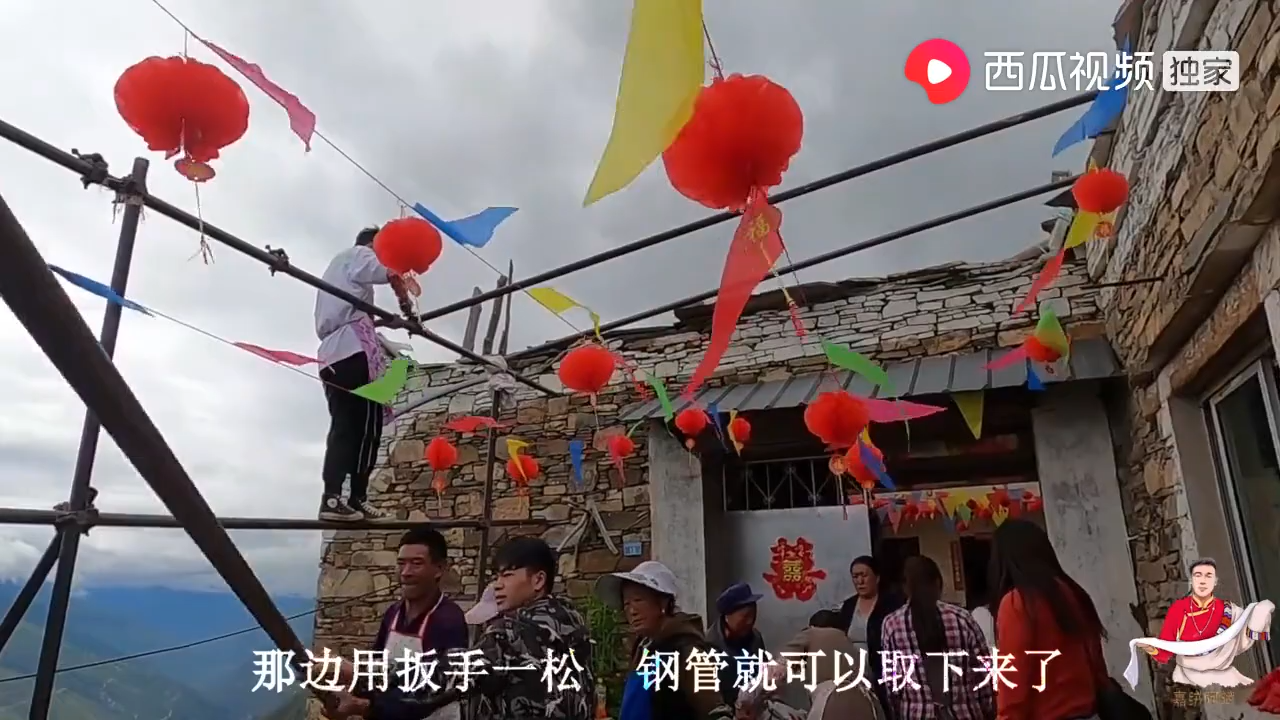 西瓜视频 独家
福
囍
那边用扳手一松 钢管就可以取下来了